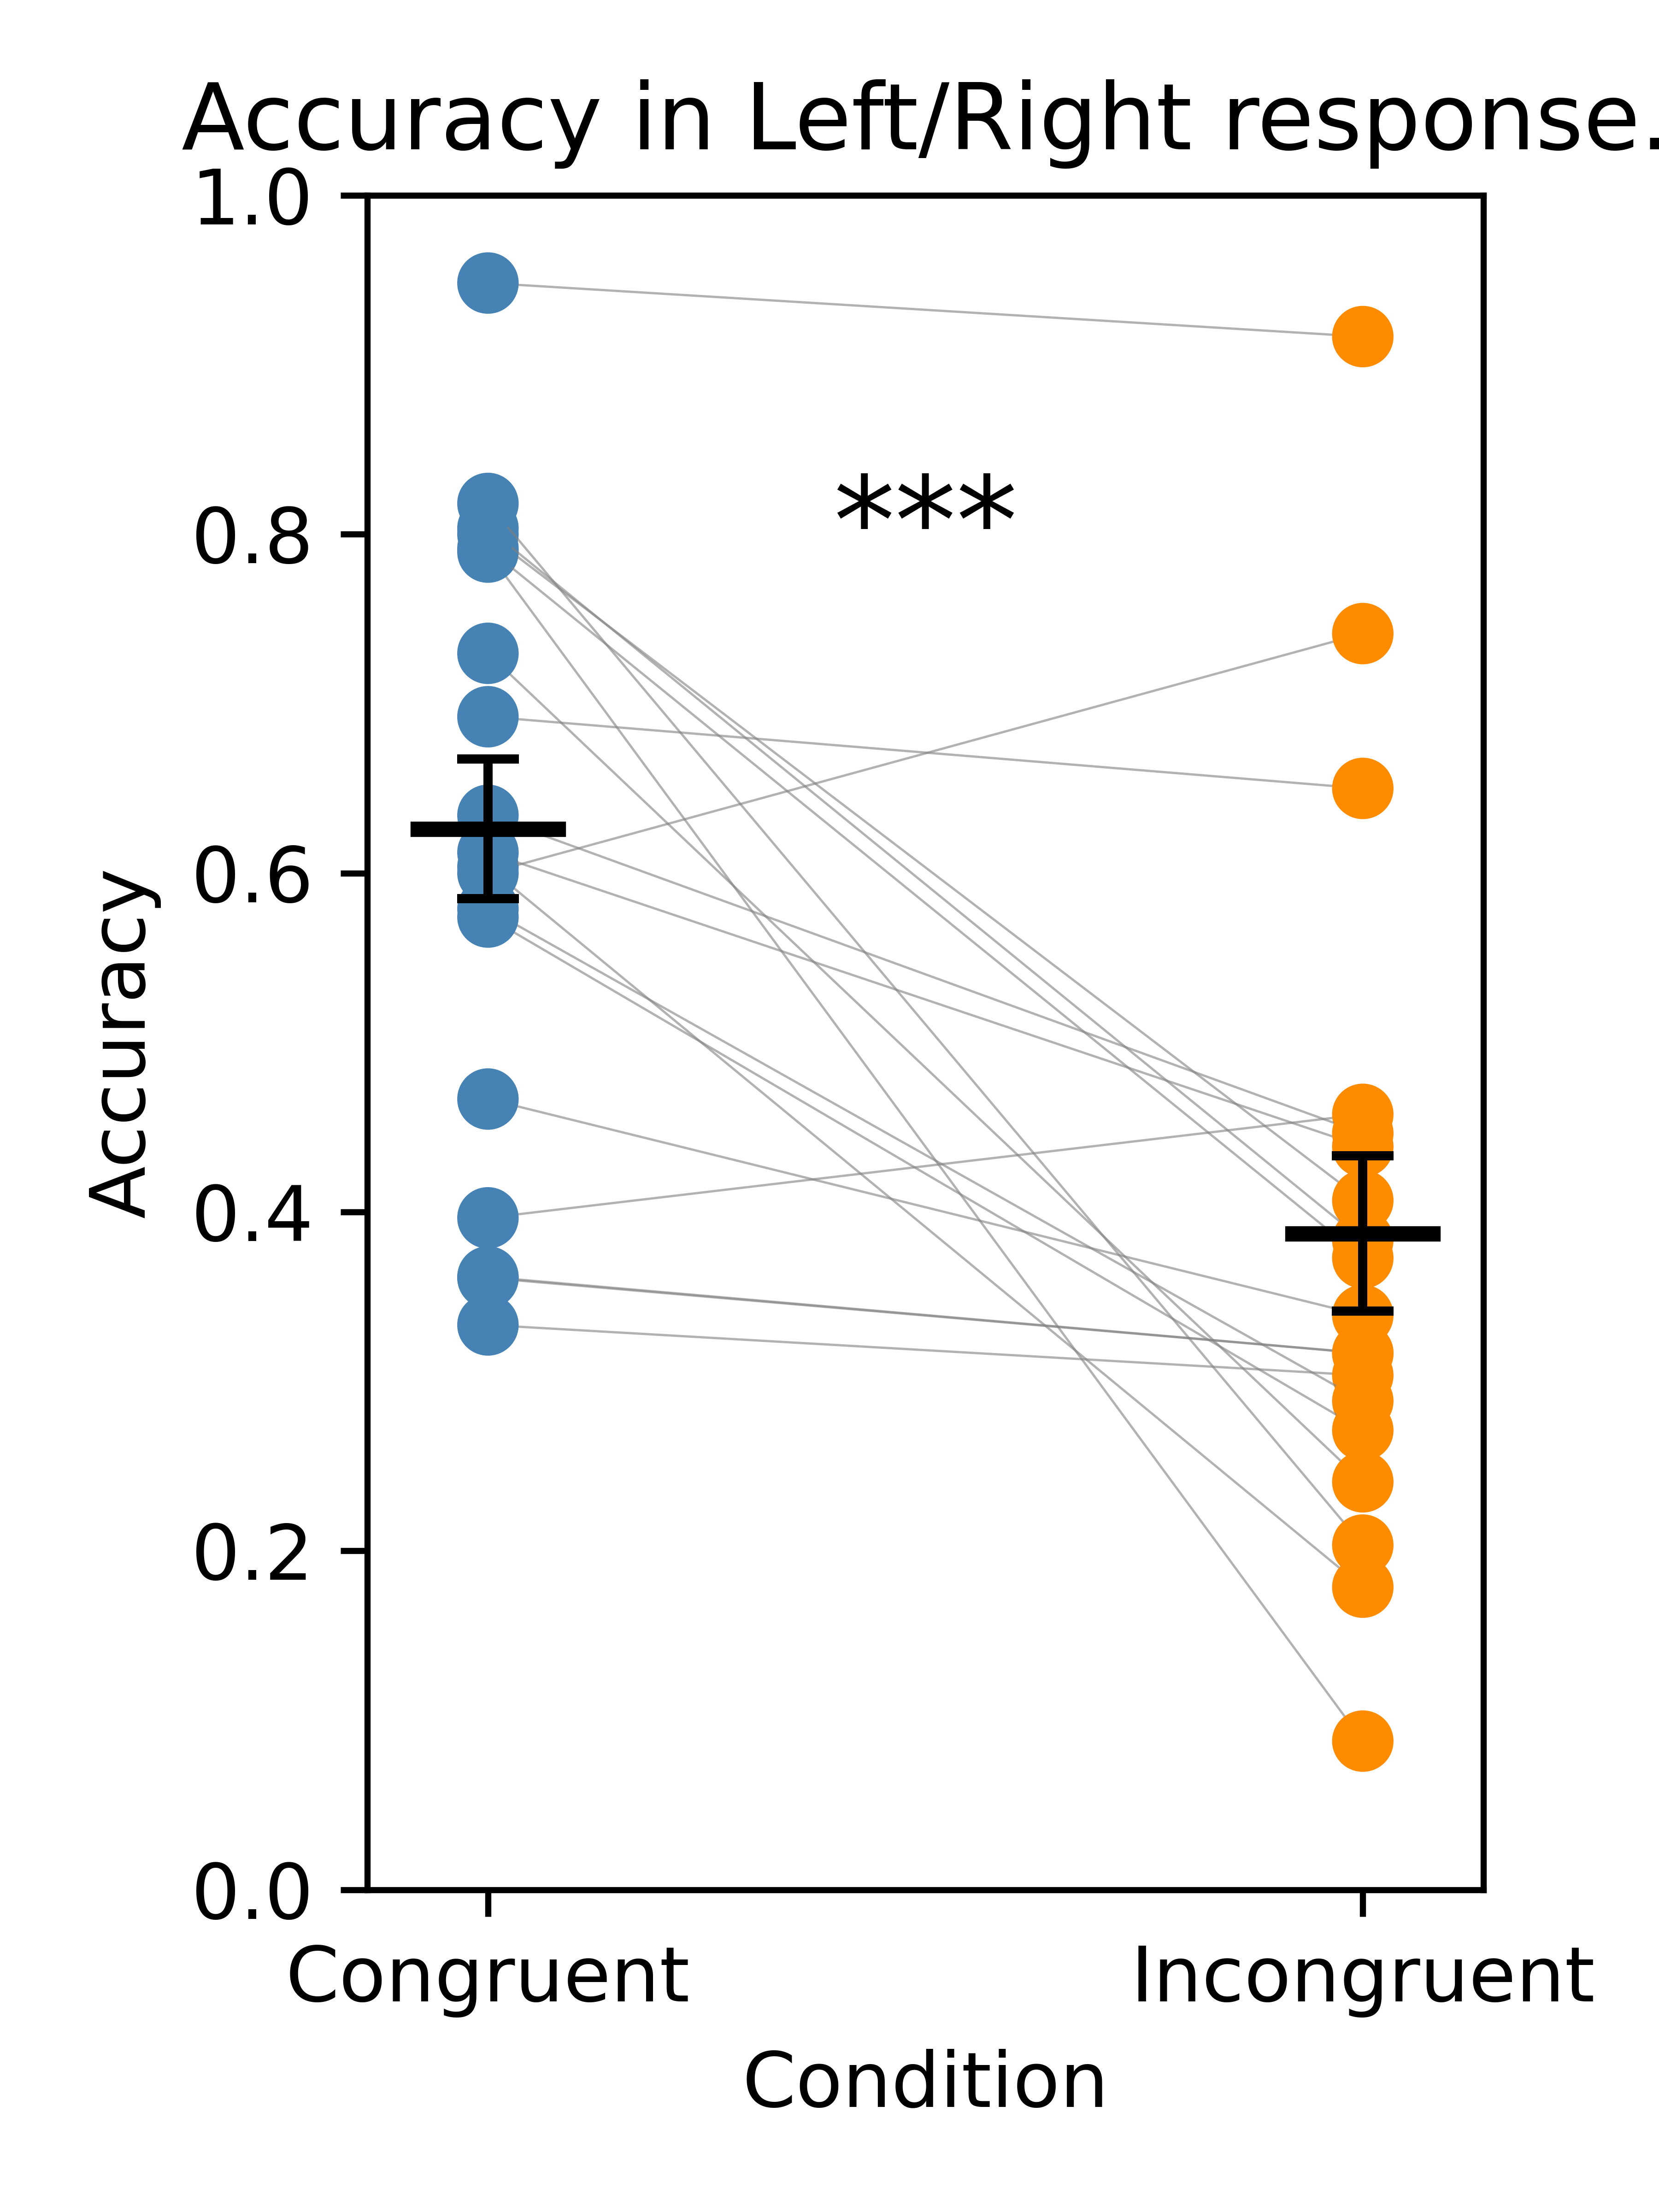 Accuracy in Left/Right response.
1.0
***
0.8
0.6
0.4
0.2
0.0
Accuracy
Congruent
Incongruent
Condition